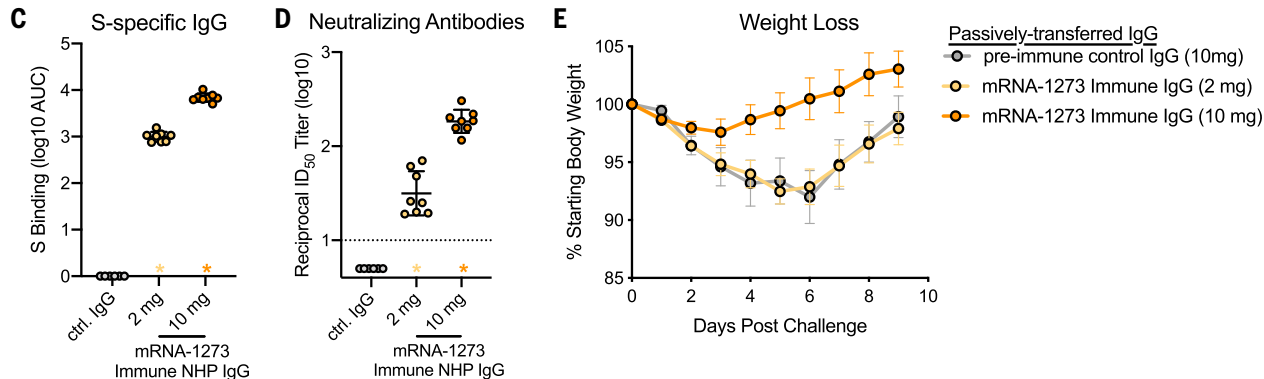 C
S-specific IgG
S Binding (log10 AUC)
5
4
3
2
1
0
*
*
ctrl. IgG
2 mg
10 mg
mRNA-1273
Immune NHP IgG
D
Neutralizing Antibodies
Reciprocal ID50 Titer (log10)
3
2
1
*
*
ctrl. IgG
2 mg
10 mg
mRNA-1273
Immune NHP IgG
E
Weight Loss
% Starting Body Weight
105
100
95
90
85
0
2
4
6
8
10
Days Post Challenge
Passively-transferred IgG
pre-immune control IgG (10mg)
mRNA-1273 Immune IgG (2 mg)
mRNA-1273 Immune IgG (10 mg)